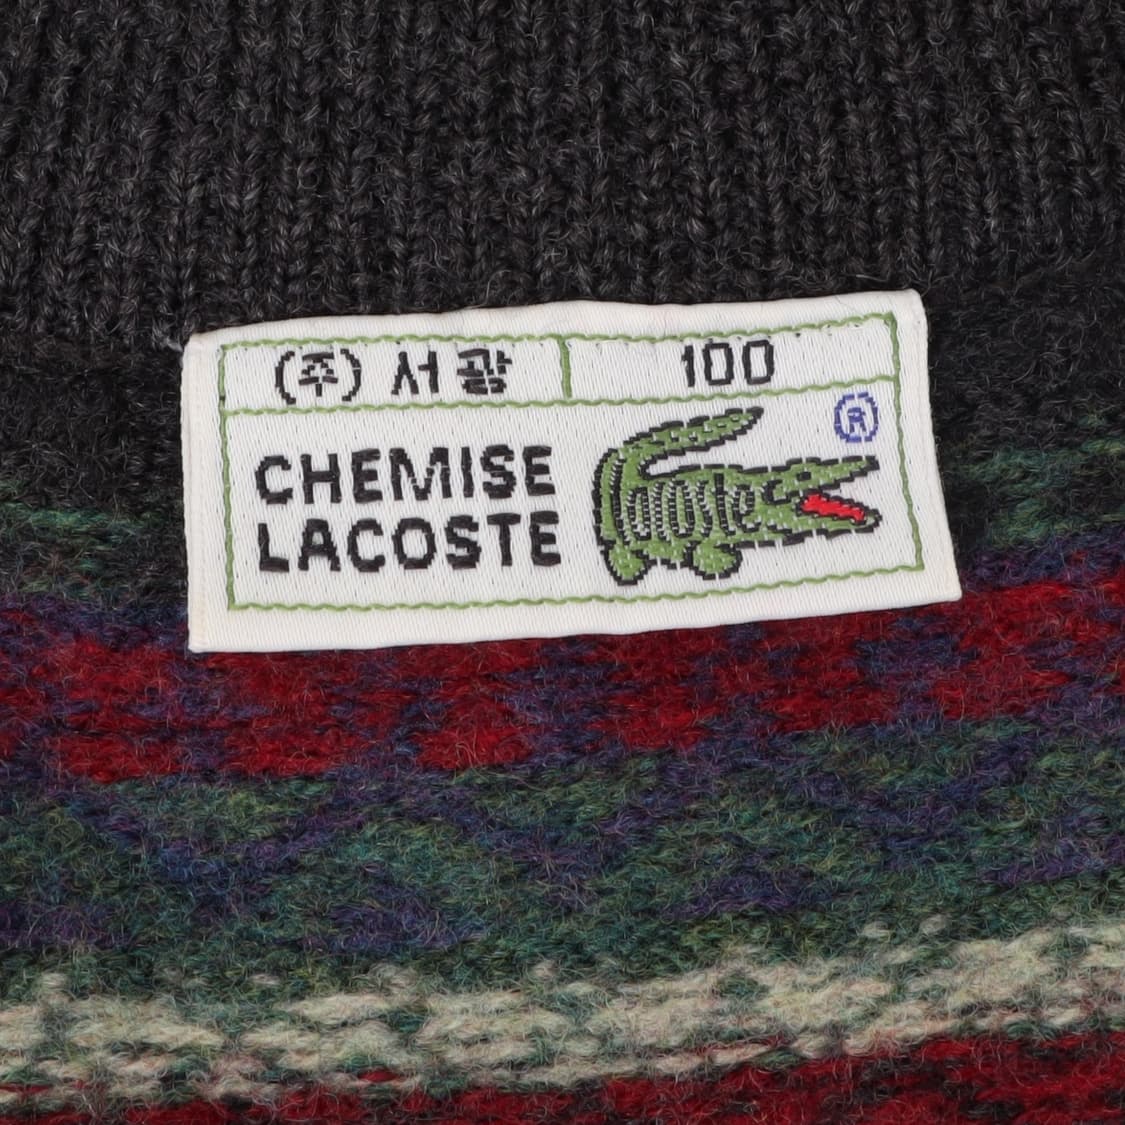 (주) 서광 100
®
CHEMISE
LACOSTE
lacoste